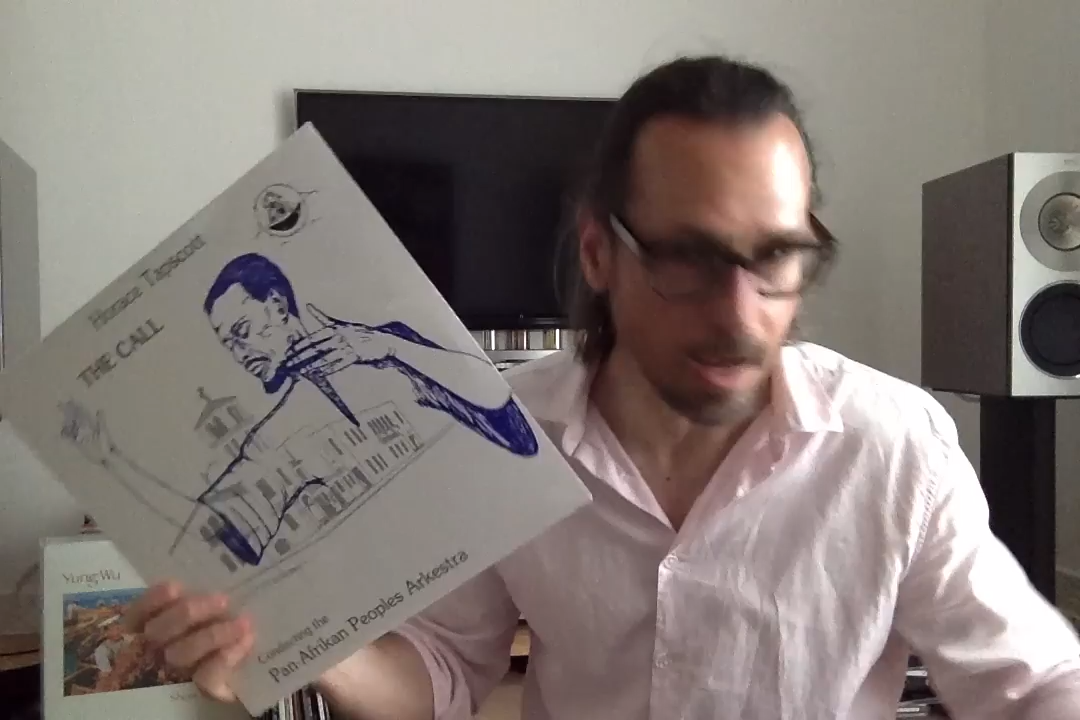 Horace Tapscott
THE CALL
Conducting the
Pan-Afrikan Peoples Arkestra
Yung Wu